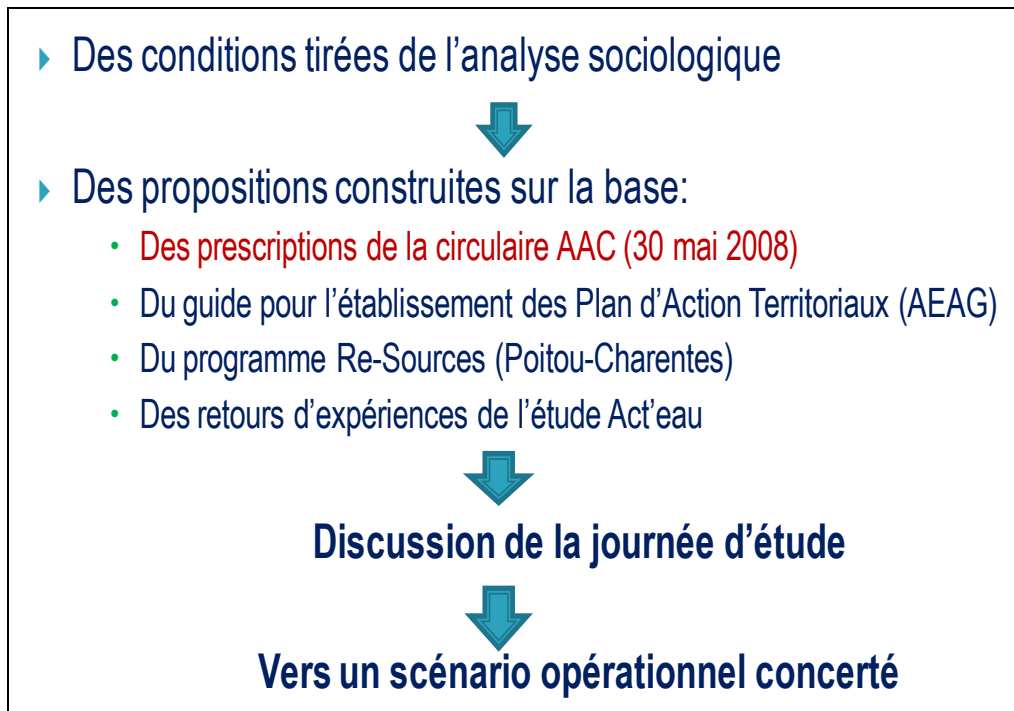 Des conditions tirées de l’analyse sociologique
Des propositions construites sur la base:
Des prescriptions de la circulaire AAC (30 mai 2008)
Du guide pour l’établissement des Plan d’Action Territoriaux (AEAG)
Du programme Re-Sources (Poitou-Charentes)
Des retours d’expériences de l’étude Act’eau
Discussion de la journée d’étude
Vers un scénario opérationnel concerté